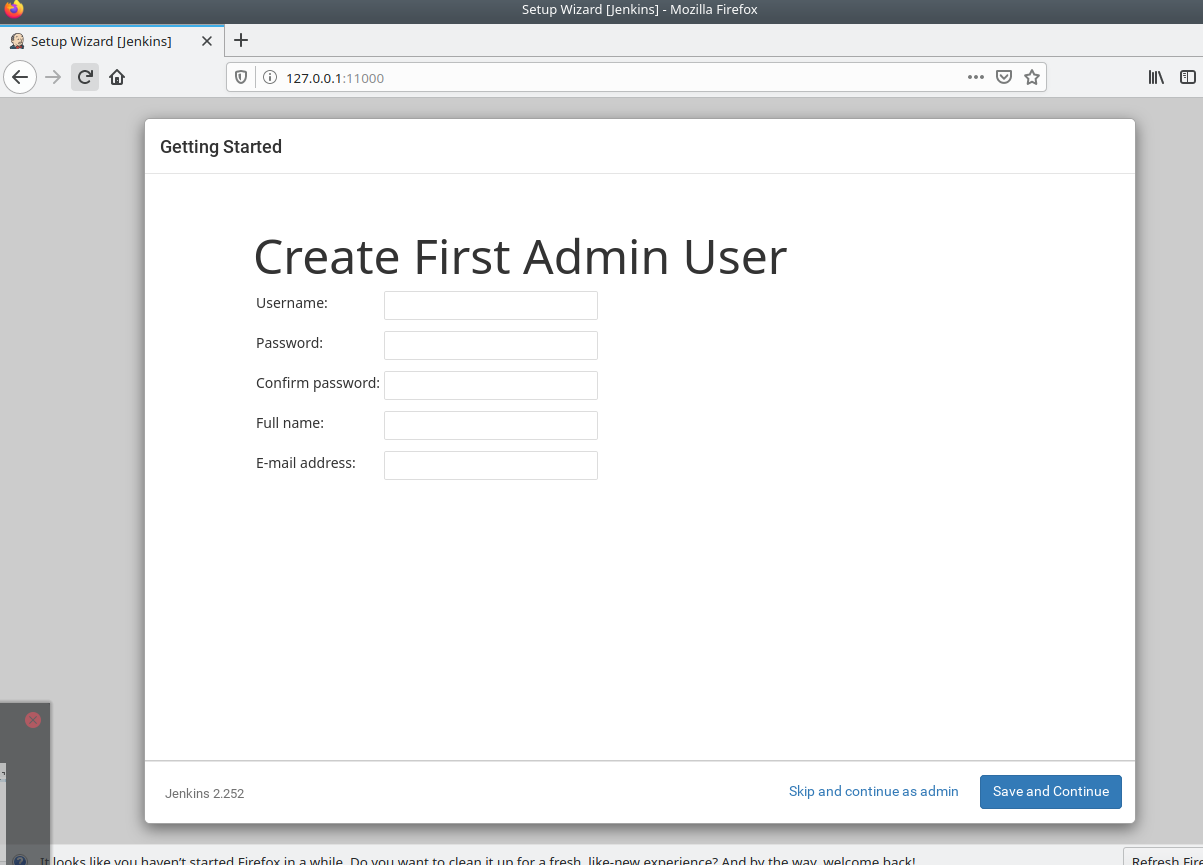 Setup Wizard [Jenkins] - Mozilla Firefox
Setup Wizard [Jenkins]
127.0.0.1:11000
Getting Started
Create First Admin User
Username:
Password:
Confirm password:
Full name:
E-mail address:
Jenkins 2.252
Skip and continue as admin
Save and Continue
It looks like you haven't started Firefox in a while. Do you want to clean it up for a fresh, like-new experience? And by the way, welcome back!
Refresh Fire